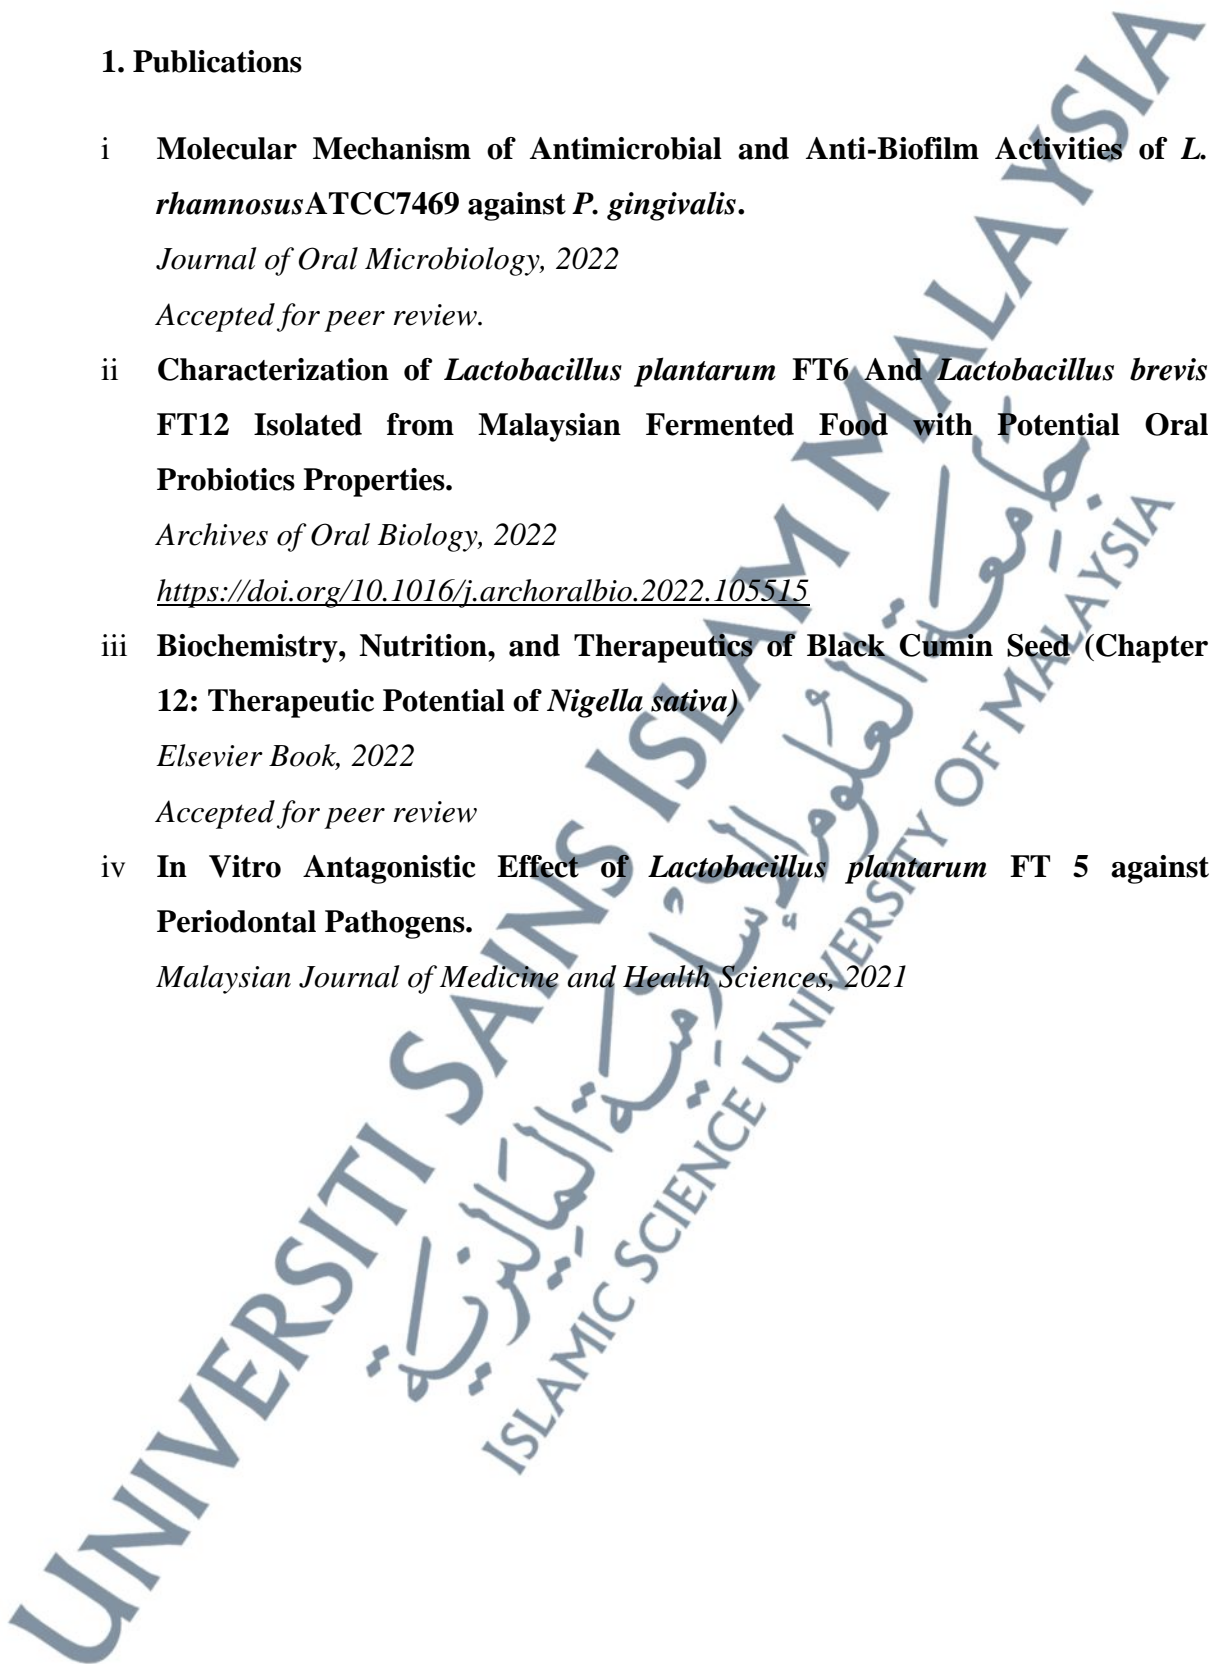 1. Publications
i Molecular Mechanism of Antimicrobial and Anti-Biofilm Activities of L.
rhamnosusATCC7469 against P. gingivalis.
Journal of Oral Microbiology, 2022
Accepted for peer review.
ii Characterization of Lactobacillus plantarum FT6 And Lactobacillus brevis
FT12 Isolated from Malaysian Fermented Food with Potential Oral
Probiotics Properties.
Archives of Oral Biology, 2022
https://doi.org/10.1016/j.archoralbio.2022.105515
iii Biochemistry, Nutrition, and Therapeutics of Black Cumin Seed (Chapter
12: Therapeutic Potential of Nigella sativa)
Elsevier Book, 2022
Accepted for peer review
iv In Vitro Antagonistic Effect of Lactobacillus plantarum FT 5 against
Periodontal Pathogens.
Malaysian Journal of Medicine and Health Sciences, 2021
UNIVERSITI SAINS ISLAM MALAYSIA
جامعة العلوم الإسلامية الماليزية
ISLAMIC SCIENCE UNIVERSITY OF MALAYSIA